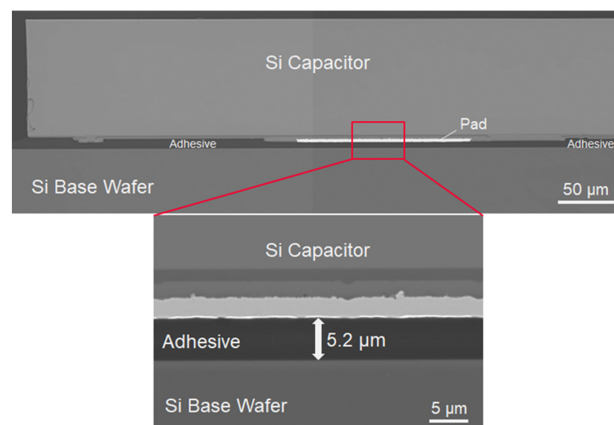 Si Capacitor
Pad
Adhesive
Adhesive
Si Base Wafer
50 µm
Si Capacitor
Adhesive
5.2 µm
Si Base Wafer
5 µm